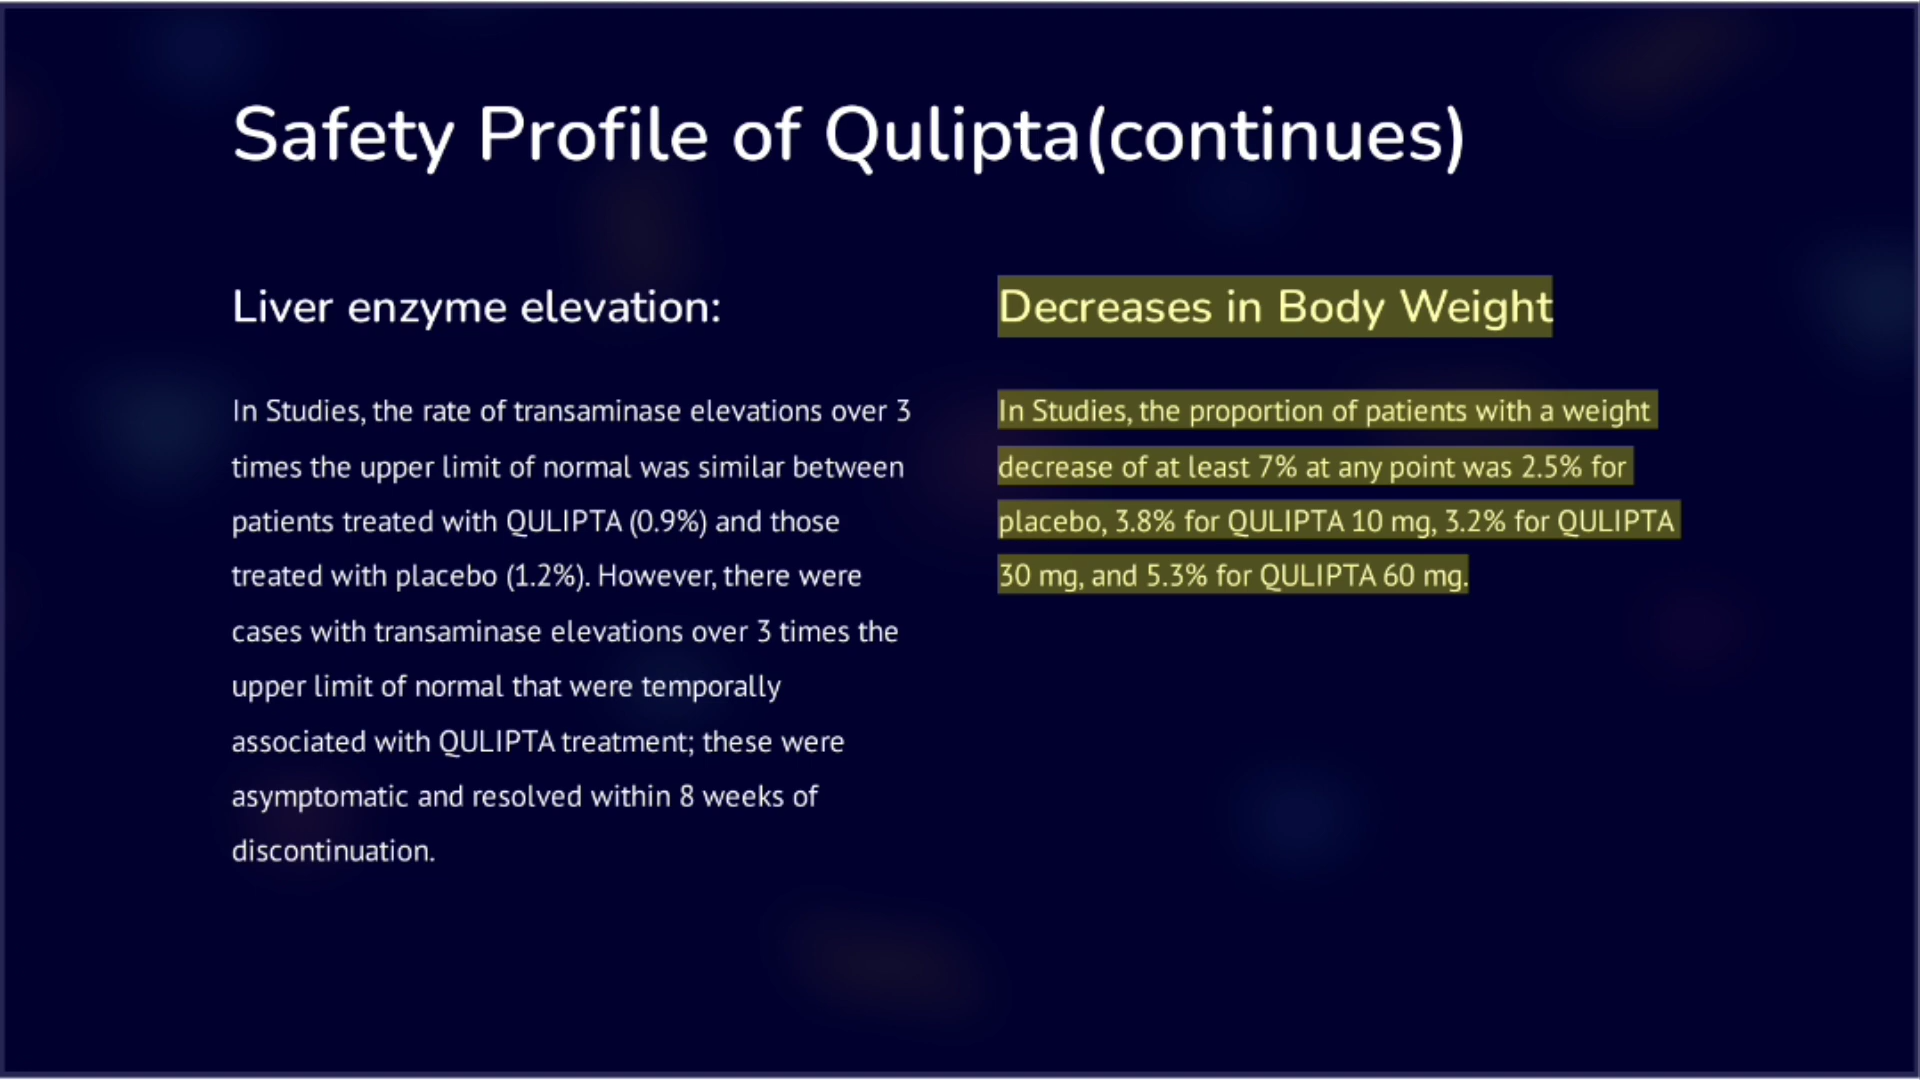 Safety Profile of Qulipta(continues)
Liver enzyme elevation:
In Studies, the rate of transaminase elevations over 3
times the upper limit of normal was similar between
patients treated with QULIPTA (0.9%) and those
treated with placebo (1.2%). However, there were
cases with transaminase elevations over 3 times the
upper limit of normal that were temporally
associated with QULIPTA treatment; these were
asymptomatic and resolved within 8 weeks of
discontinuation.
Decreases in Body Weight
In Studies, the proportion of patients with a weight
decrease of at least 7% at any point was 2.5% for
placebo, 3.8% for QULIPTA 10 mg, 3.2% for QULIPTA
30 mg, and 5.3% for QULIPTA 60 mg.